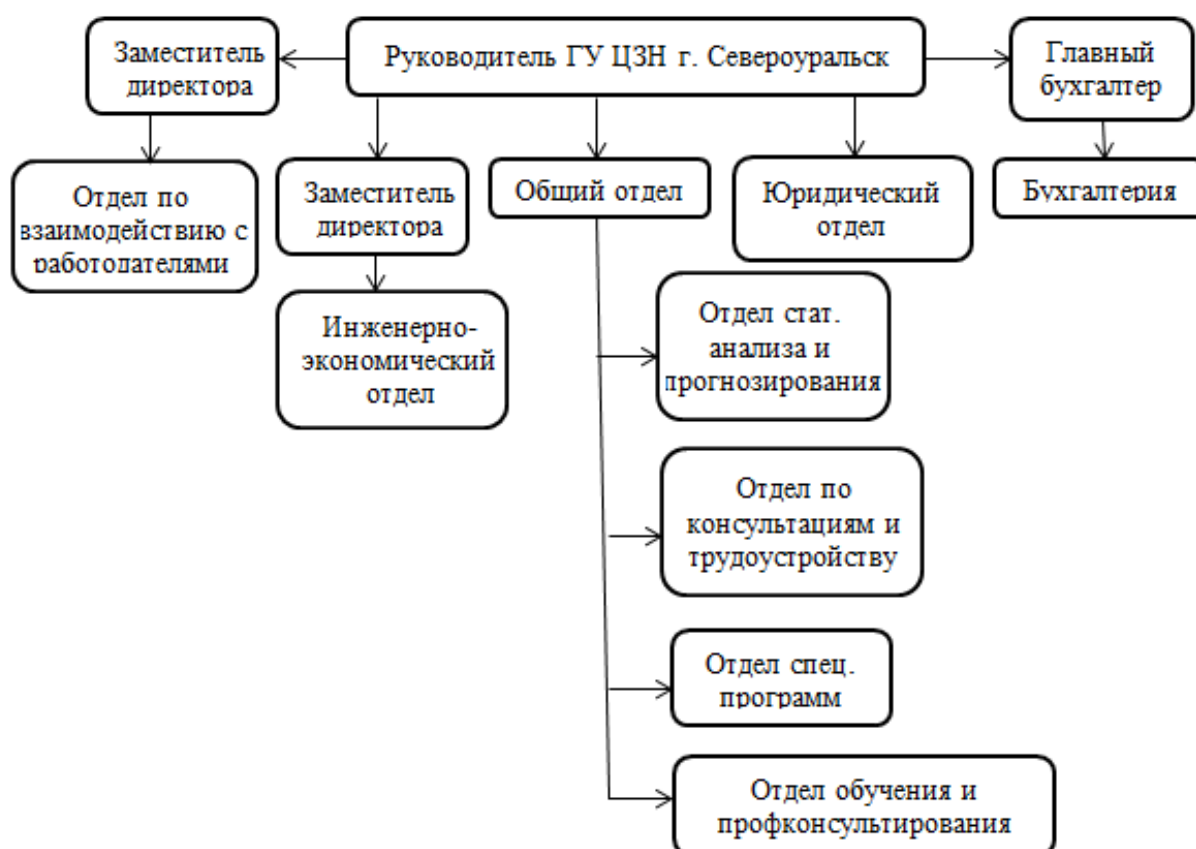 Заместитель
директора
Руководитель ГУ ЦЗН г. Североуральск
Главный
бухгалтер
Отдел по
взаимодействию с
работодателями
Заместитель
директора
Общий отдел
Юридический
отдел
Бухгалтерия
Инженерно-
экономический
отдел
Отдел стат.
анализа и
прогнозирования
Отдел по
консультациям и
трудоустройству
Отдел спец.
программ
Отдел обучения и
профконсультирования